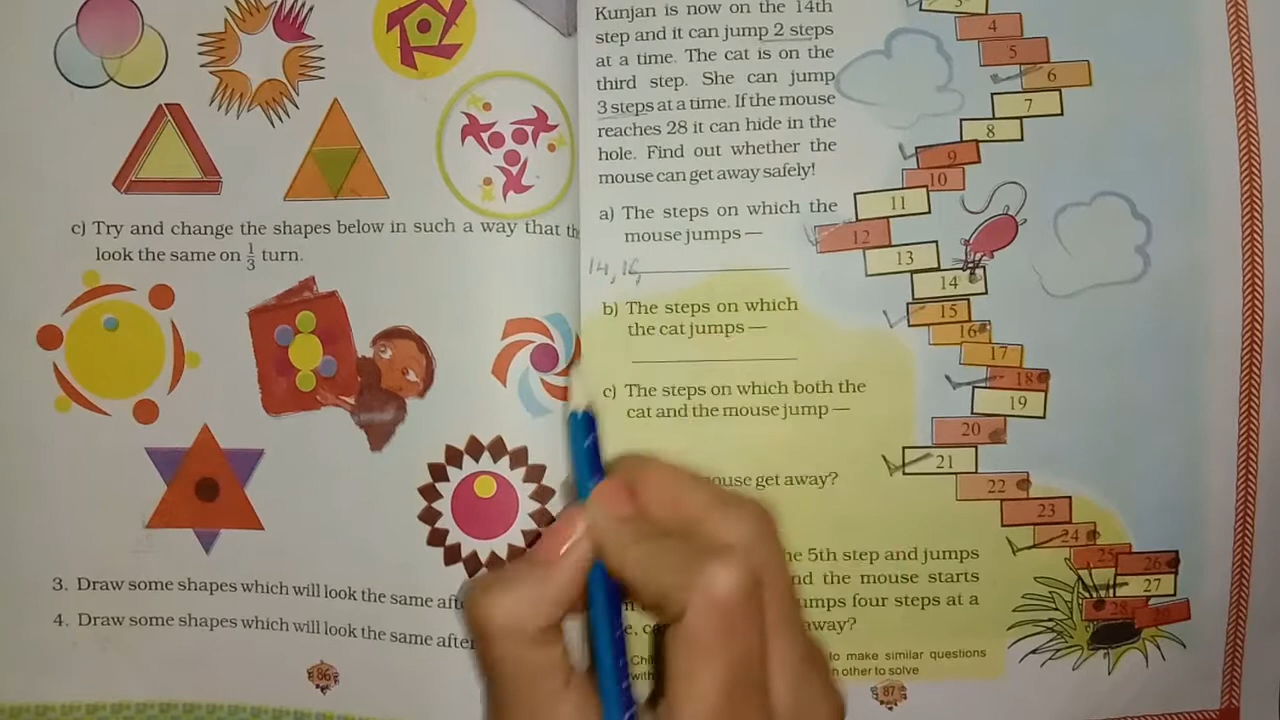 c) Try and change the shapes below in such a way that th
look the same on 1/3 turn.
3. Draw some shapes which will look the same aft
4. Draw some shapes which will look the same after
86
Kunjan is now on the 14th
step and it can jump 2 steps
at a time. The cat is on the
third step. She can jump
3 steps at a time. If the mouse
reaches 28 it can hide in the
hole. Find out whether the
mouse can get away safely!
a) The steps on which the
mouse jumps —
14, 16,
b) The steps on which
the cat jumps —
c) The steps on which both the
cat and the mouse jump —
ouse get away?
he 5th step and jumps
nd the mouse starts
umps four steps at a
away?
to make similar questions
other to solve
87
3
4
5
6
7
8
9
10
11
12
13
14
15
16
17
18
19
20
21
22
23
24
25
26
27
28